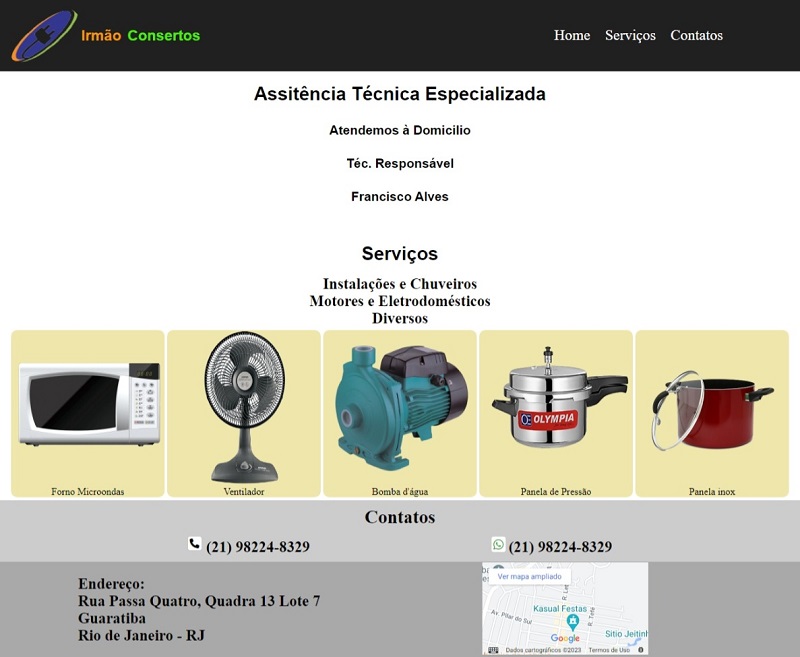 Irmão Consertos
Home Serviços Contatos
Assitência Técnica Especializada
Atendemos à Domicilio
Téc. Responsável
Francisco Alves
Serviços
Instalações e Chuveiros
Motores e Eletrodomésticos
Diversos
OLYMPIA
Forno Microondas
Ventilador
Bomba d'água
Panela de Pressão
Panela inox
Contatos
(21) 98224-8329
(21) 98224-8329
Endereço:
Rua Passa Quatro, Quadra 13 Lote 7
Guaratiba
Rio de Janeiro - RJ
Ver mapa ampliado
Av. Pilar do Sul
Kasual Festas
R. Tefé
Google
Sítio Jeitinh
Dados cartográficos ©2023 Termos de Uso